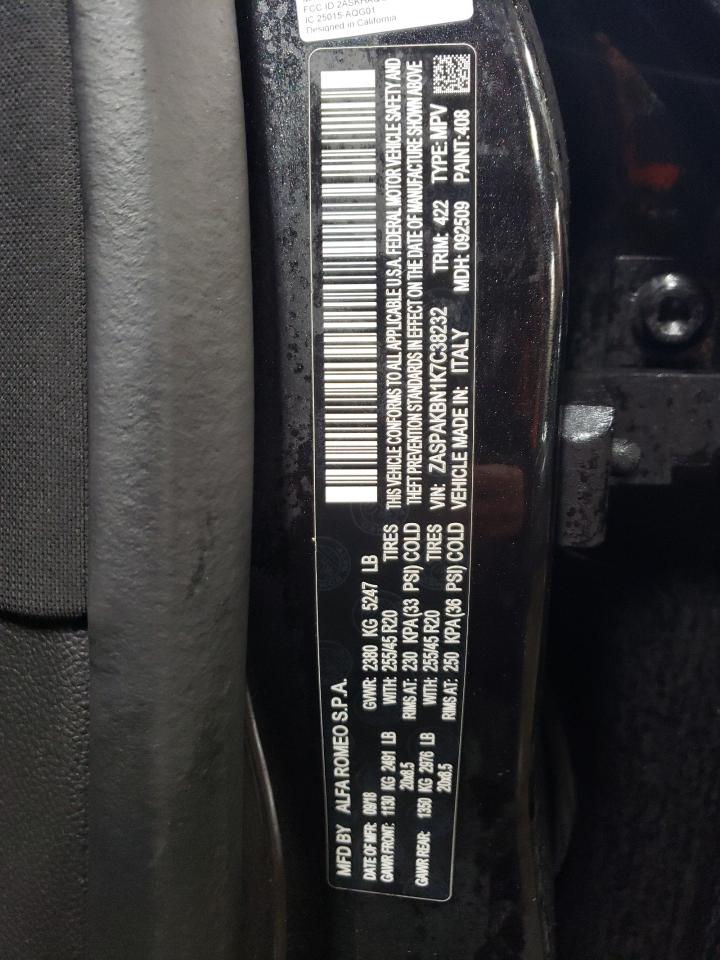 FCC ID 2ASKRAQG01
IC 25015-AQG01
Designed in California
MFD BY ALFA ROMEO S.P.A.
DATE OF MFR: 09/18 GVWR: 2380 KG 5247 LB
GAWR FRONT: 1130 KG 2491 LB WITH: 255/45 R20 TIRES
20x8.5 RIMS AT: 230 KPA(33 PSI) COLD
GAWR REAR: 1350 KG 2976 LB WITH: 255/45 R20 TIRES
20x8.5 RIMS AT: 250 KPA(36 PSI) COLD
THIS VEHICLE CONFORMS TO ALL APPLICABLE U.S.A. FEDERAL MOTOR VEHICLE SAFETY AND
THEFT PREVENTION STANDARDS IN EFFECT ON THE DATE OF MANUFACTURE SHOWN ABOVE
VIN: ZASPAKBN1K7C38232 TRIM: 422 TYPE:MPV
VEHICLE MADE IN: ITALY MDH: 092509 PAINT:408